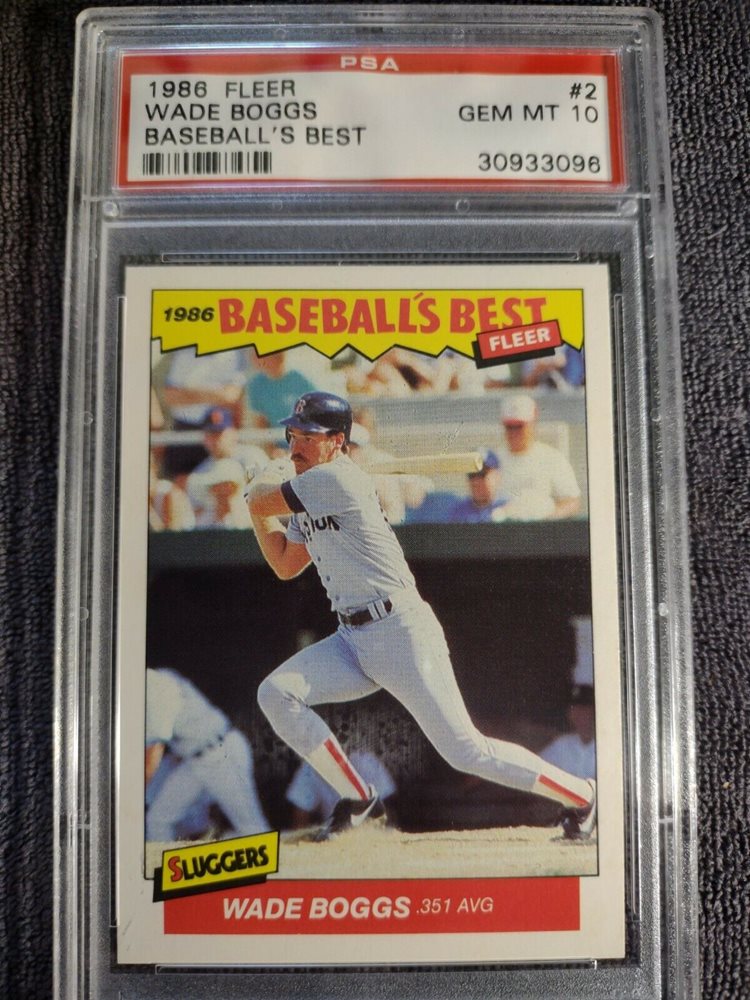 PSA
1986 FLEER #2
WADE BOGGS GEM MT 10
BASEBALL'S BEST
30933096
1986 BASEBALL'S BEST
FLEER
B
SLUGGERS
WADE BOGGS .351 AVG